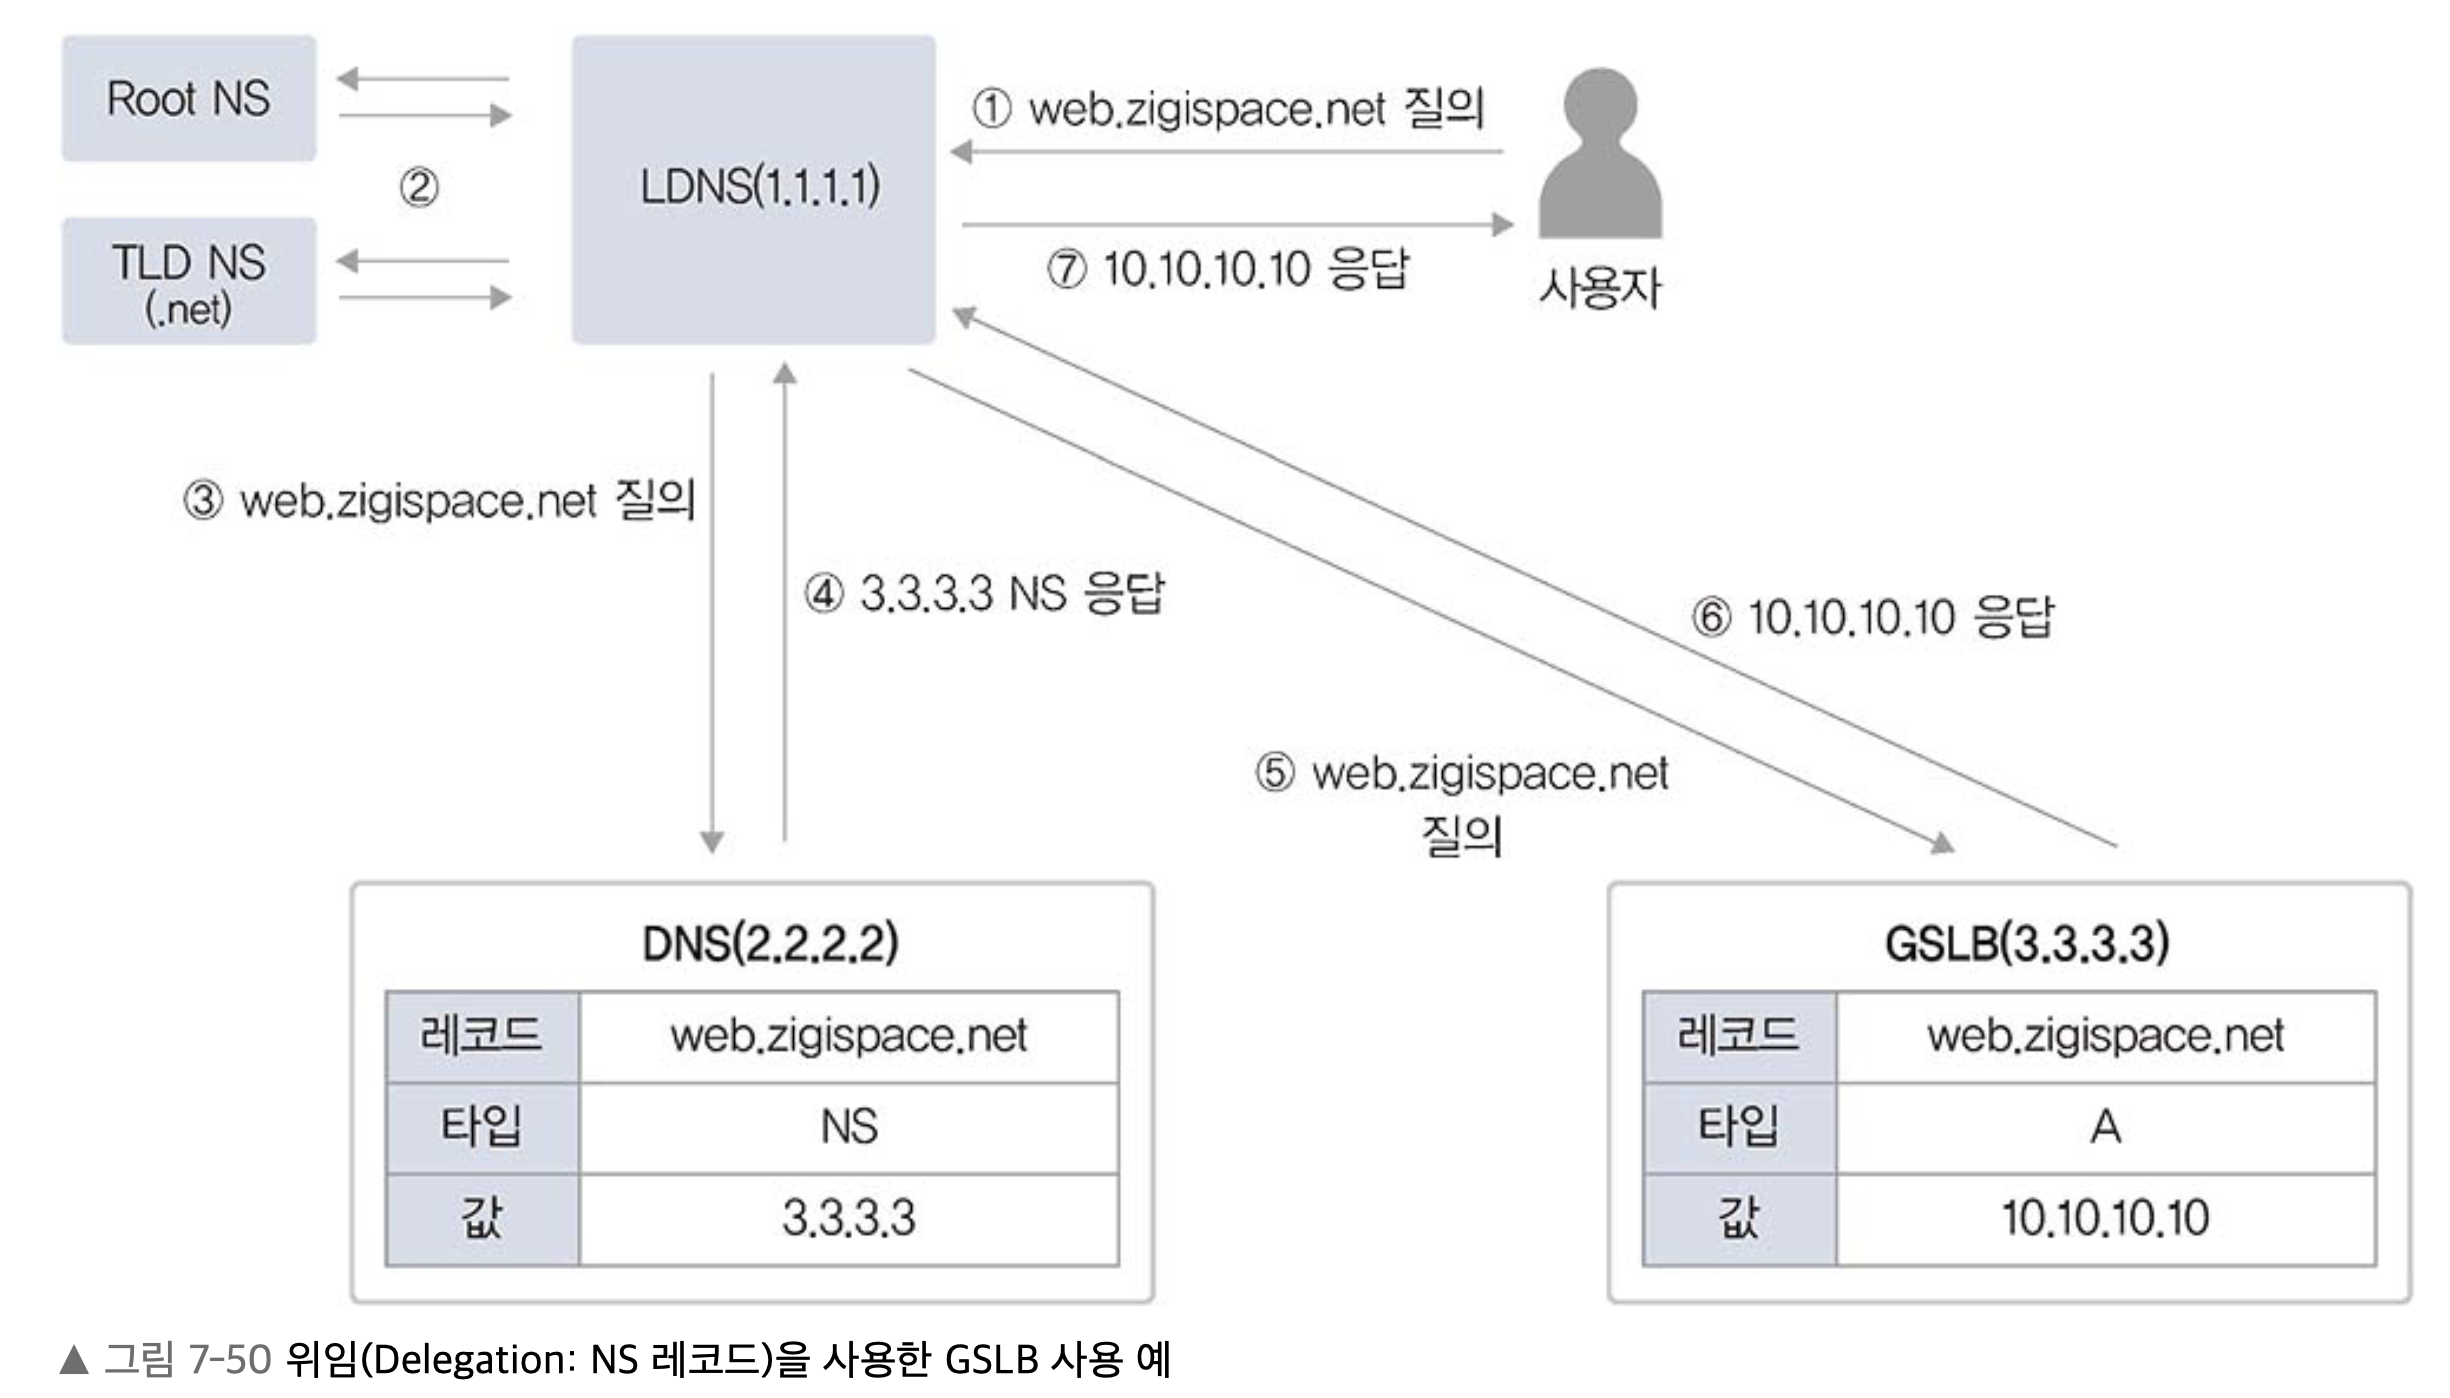 Root NS
TLD NS
(.net)
②
LDNS(1.1.1.1)
① web.zigispace.net 질의
⑦ 10.10.10.10 응답
사용자
③ web.zigispace.net 질의
④ 3.3.3.3 NS 응답
⑤ web.zigispace.net
질의
⑥ 10.10.10.10 응답
DNS(2.2.2.2)
레코드 web.zigispace.net
타입 NS
값 3.3.3.3
GSLB(3.3.3.3)
레코드 web.zigispace.net
타입 A
값 10.10.10.10
▲ 그림 7-50 위임(Delegation: NS 레코드)을 사용한 GSLB 사용 예